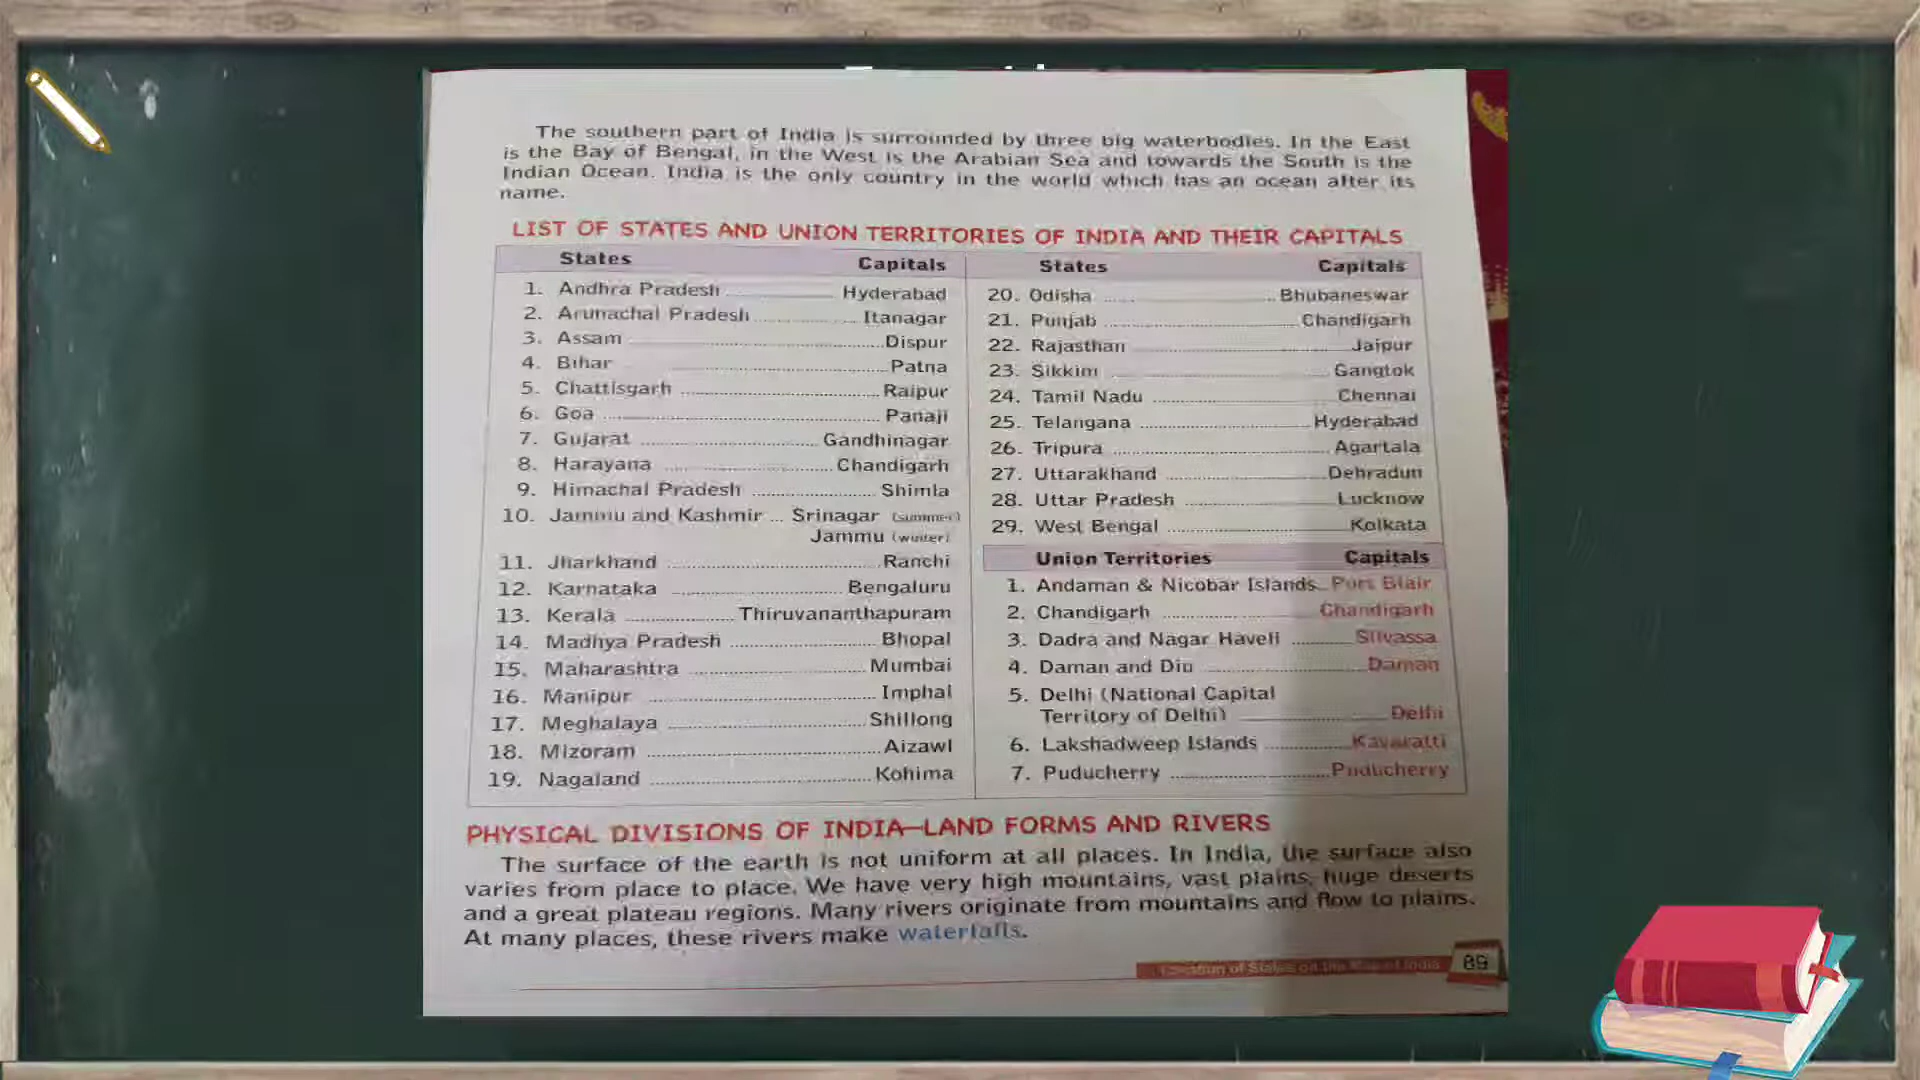 The southern part of India is surrounded by three big waterbodies. In the East
is the Bay of Bengal, in the West is the Arabian Sea and towards the South is the
Indian Ocean. India is the only country in the world which has an ocean after its
name.
LIST OF STATES AND UNION TERRITORIES OF INDIA AND THEIR CAPITALS
States Capitals
1. Andhra Pradesh Hyderabad
2. Arunachal Pradesh Itanagar
3. Assam Dispur
4. Bihar Patna
5. Chattisgarh Raipur
6. Goa Panaji
7. Gujarat Gandhinagar
8. Harayana Chandigarh
9. Himachal Pradesh Shimla
10. Jammu and Kashmir Srinagar (summer)
Jammu (winter)
11. Jharkhand Ranchi
12. Karnataka Bengaluru
13. Kerala Thiruvananthapuram
14. Madhya Pradesh Bhopal
15. Maharashtra Mumbai
16. Manipur Imphal
17. Meghalaya Shillong
18. Mizoram Aizawl
19. Nagaland Kohima
States Capitals
20. Odisha Bhubaneswar
21. Punjab Chandigarh
22. Rajasthan Jaipur
23. Sikkim Gangtok
24. Tamil Nadu Chennai
25. Telangana Hyderabad
26. Tripura Agartala
27. Uttarakhand Dehradun
28. Uttar Pradesh Lucknow
29. West Bengal Kolkata
Union Territories Capitals
1. Andaman & Nicobar Islands Port Blair
2. Chandigarh Chandigarh
3. Dadra and Nagar Haveli Silvassa
4. Daman and Diu Daman
5. Delhi (National Capital
Territory of Delhi) Delhi
6. Lakshadweep Islands Kavaratti
7. Puducherry Puducherry
PHYSICAL DIVISIONS OF INDIA—LAND FORMS AND RIVERS
The surface of the earth is not uniform at all places. In India, the surface also
varies from place to place. We have very high mountains, vast plains, huge deserts
and a great plateau regions. Many rivers originate from mountains and flow to plains.
At many places, these rivers make waterfalls.
Location of States on the Map of India 89